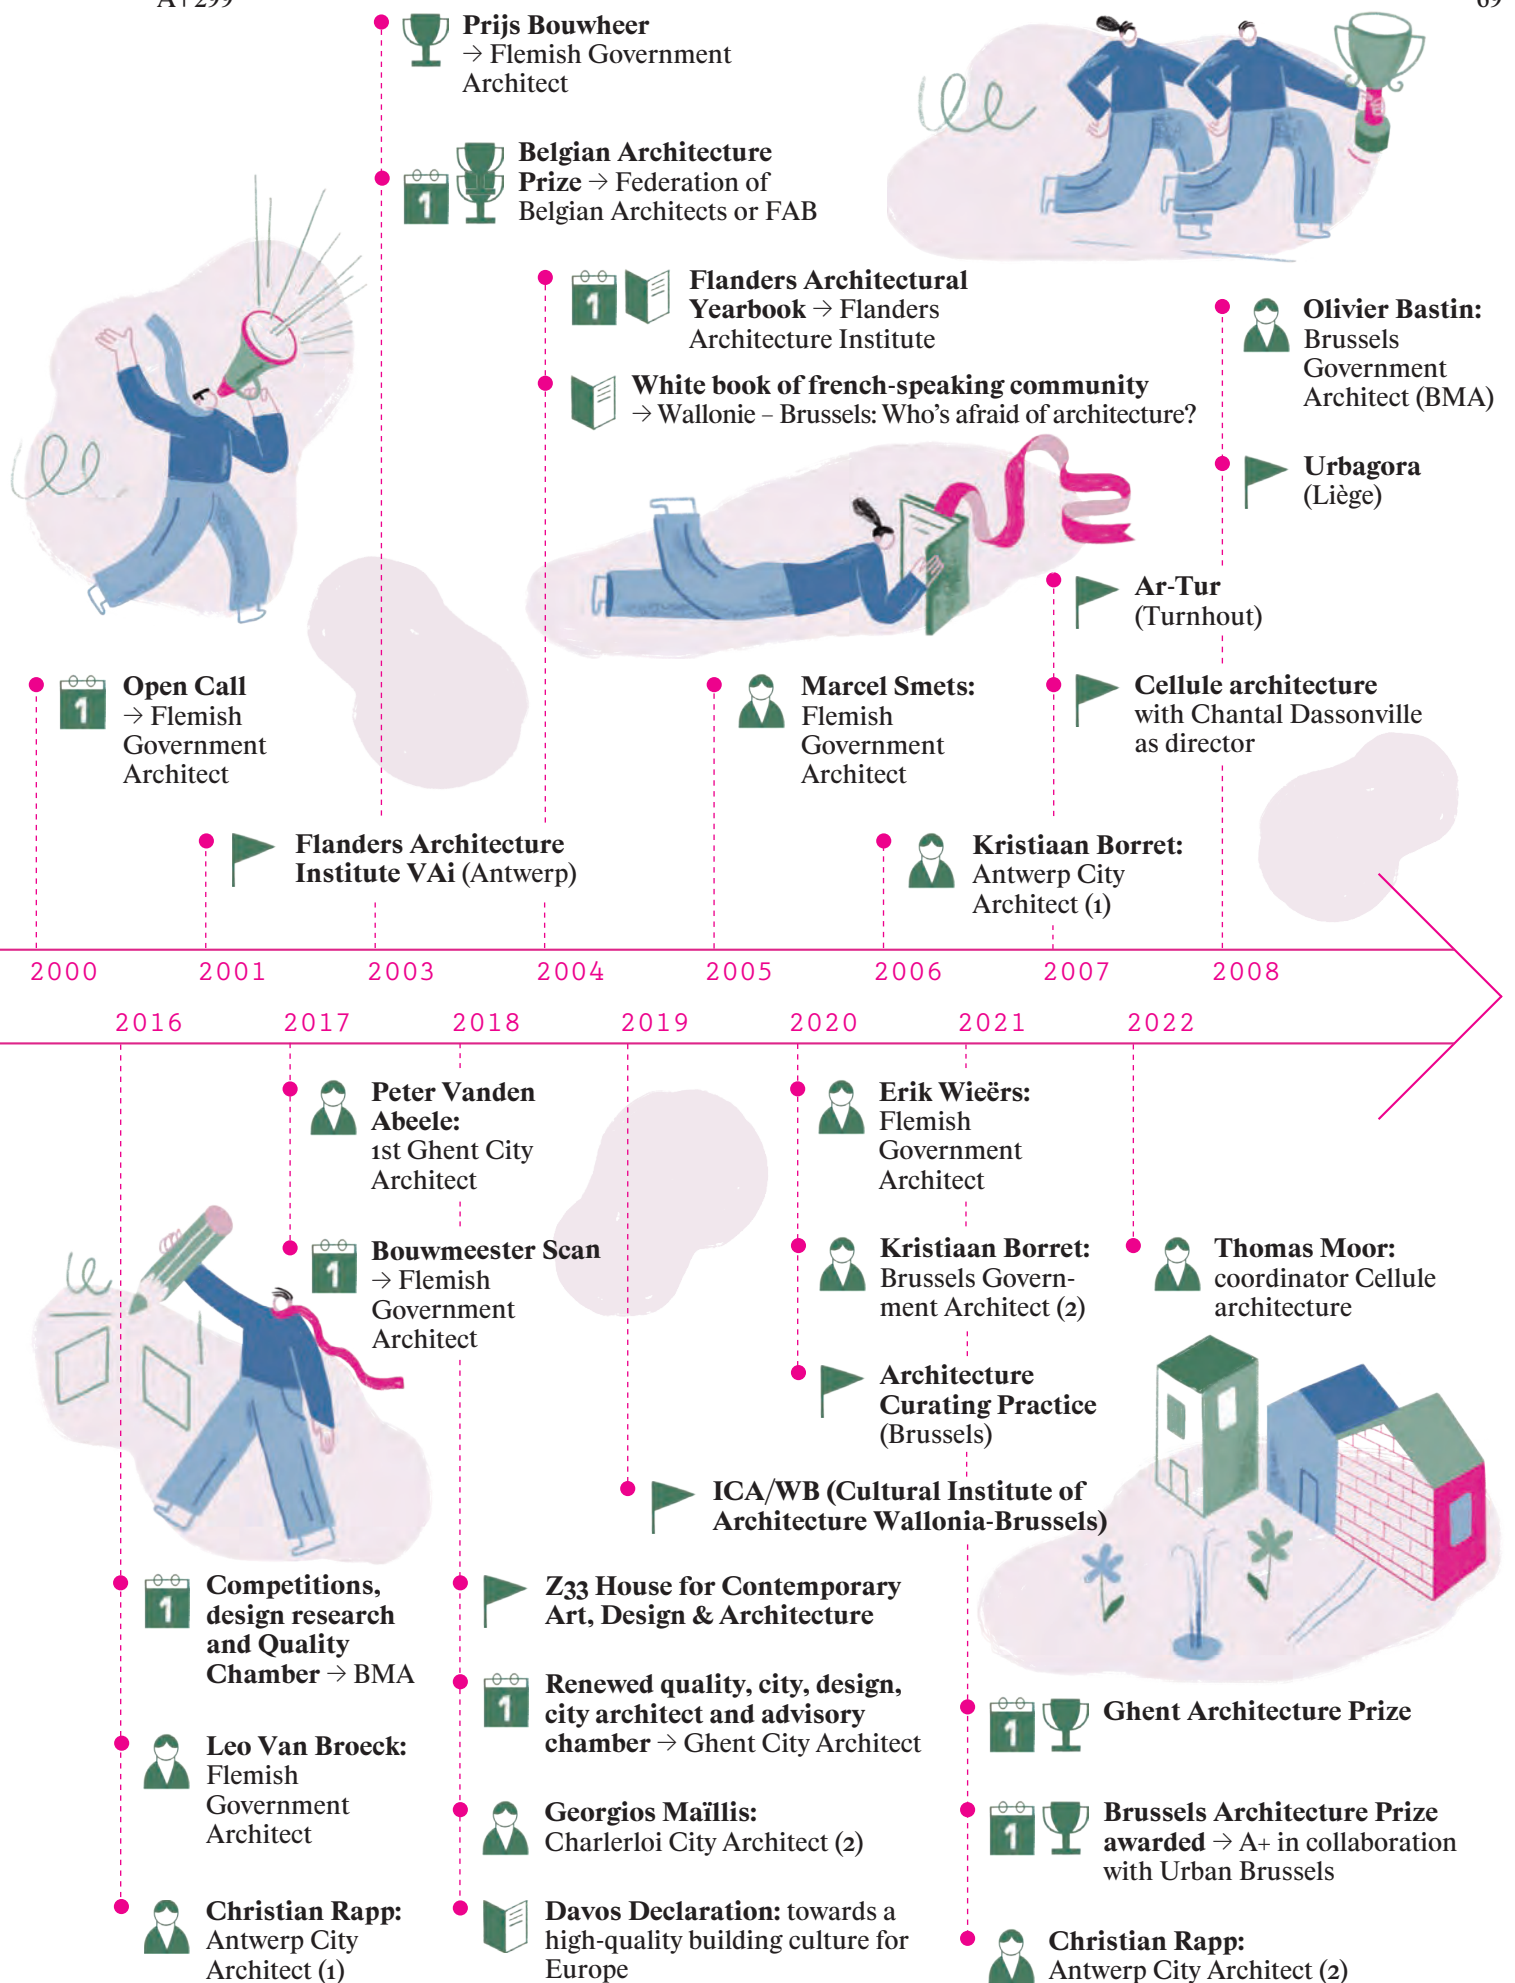 A+299
69
Prijs Bouwheer
→ Flemish Government
Architect
1
Belgian Architecture
Prize → Federation of
Belgian Architects or FAB
1
Flanders Architectural
Yearbook → Flanders
Architecture Institute
White book of french-speaking community
→ Wallonie – Brussels: Who's afraid of architecture?
Olivier Bastin:
Brussels
Government
Architect (BMA)
Urbagora
(Liège)
Ar-Tur
(Turnhout)
1
Open Call
→ Flemish
Government
Architect
Marcel Smets:
Flemish
Government
Architect
Cellule architecture
with Chantal Dassonville
as director
Flanders Architecture
Institute VAi (Antwerp)
Kristiaan Borret:
Antwerp City
Architect (1)
2000 2001 2003 2004 2005 2006 2007 2008
2016 2017 2018 2019 2020 2021 2022
Peter Vanden
Abeele:
1st Ghent City
Architect
Erik Wieërs:
Flemish
Government
Architect
1
Bouwmeester Scan
→ Flemish
Government
Architect
Kristiaan Borret:
Brussels Govern-
ment Architect (2)
Thomas Moor:
coordinator Cellule
architecture
Architecture
Curating Practice
(Brussels)
ICA/WB (Cultural Institute of
Architecture Wallonia-Brussels)
1
Competitions,
design research
and Quality
Chamber → BMA
Z33 House for Contemporary
Art, Design & Architecture
1
Renewed quality, city, design,
city architect and advisory
chamber → Ghent City Architect
1
Ghent Architecture Prize
Leo Van Broeck:
Flemish
Government
Architect
Georgios Maïllis:
Charlerloi City Architect (2)
1
Brussels Architecture Prize
awarded → A+ in collaboration
with Urban Brussels
Christian Rapp:
Antwerp City
Architect (1)
Davos Declaration: towards a
high-quality building culture for
Europe
Christian Rapp:
Antwerp City Architect (2)